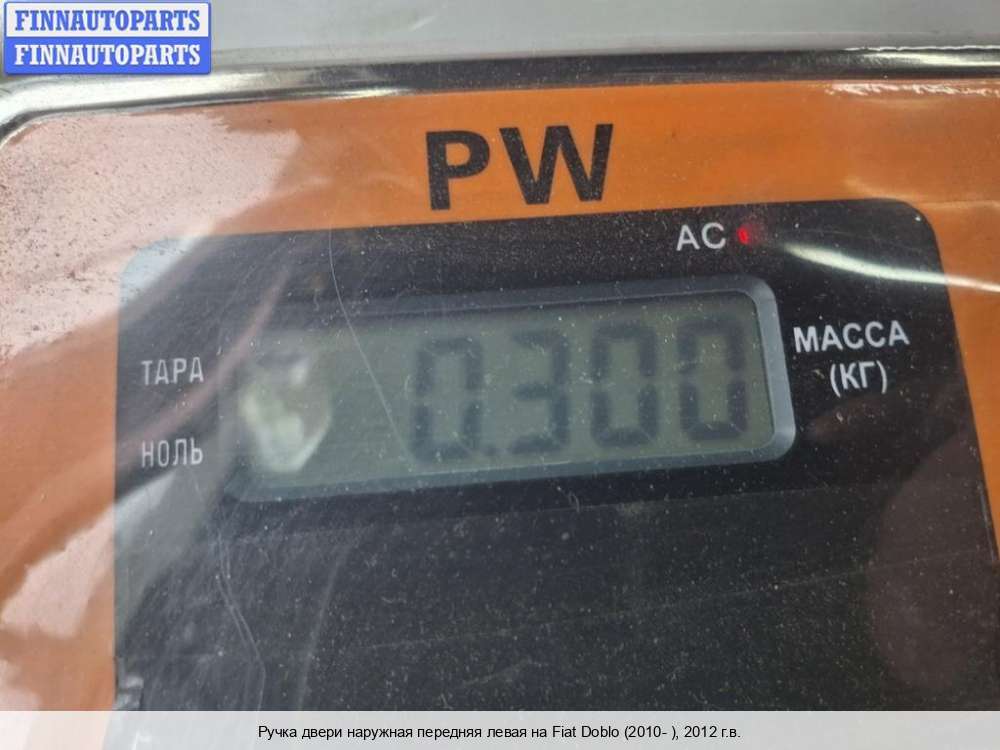 FINNAUTOPARTS
FINNAUTOPARTS
PW
AC
ТАРА
0.300
МАССА
(КГ)
НОЛЬ
Ручка двери наружная передняя левая на Fiat Doblo (2010- ), 2012 г.в.